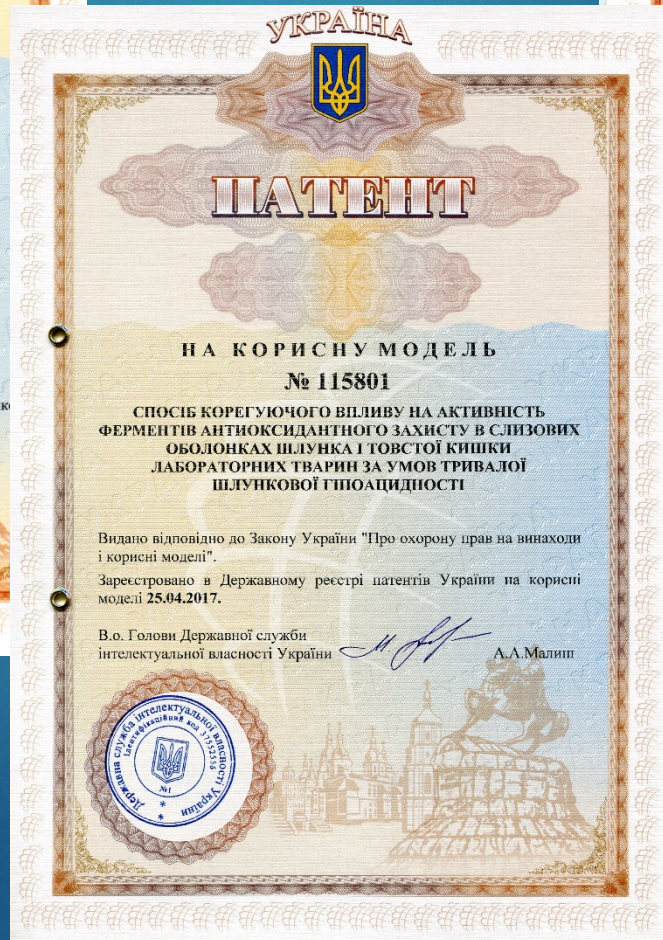 УКРАЇНА
ПАТЕНТ
НА КОРИСНУ МОДЕЛЬ
№ 115801
СПОСІБ КОРЕГУЮЧОГО ВПЛИВУ НА АКТИВНІСТЬ
ФЕРМЕНТІВ АНТИОКСИДАНТНОГО ЗАХИСТУ В СЛИЗОВИХ
ОБОЛОНКАХ ШЛУНКА І ТОВСТОЇ КИШКИ
ЛАБОРАТОРНИХ ТВАРИН ЗА УМОВ ТРИВАЛОЇ
ШЛУНКОВОЇ ГІПОАЦИДНОСТІ
Видано відповідно до Закону України "Про охорону прав на винаходи
і корисні моделі".
Зареєстровано в Державному реєстрі патентів України на корисні
моделі 25.04.2017.
В.о. Голови Державної служби
інтелектуальної власності України
А.А.Малиш
Державна служба інтелектуальної власності України
ідентифікаційний код 37552556
№1